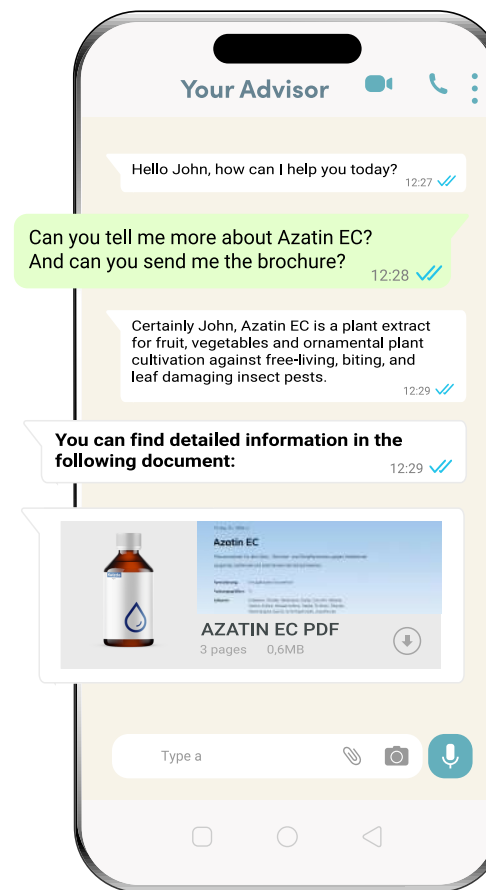 Your Advisor
Hello John, how can I help you today?
12:27
Can you tell me more about Azatin EC?
And can you send me the brochure?
12:28
Certainly John, Azatin EC is a plant extract
for fruit, vegetables and ornamental plant
cultivation against free-living, biting, and
leaf damaging insect pests.
12:29
You can find detailed information in the
following document:
12:29
Azatin EC
AZATIN EC PDF
3 pages 0,6MB
Type a